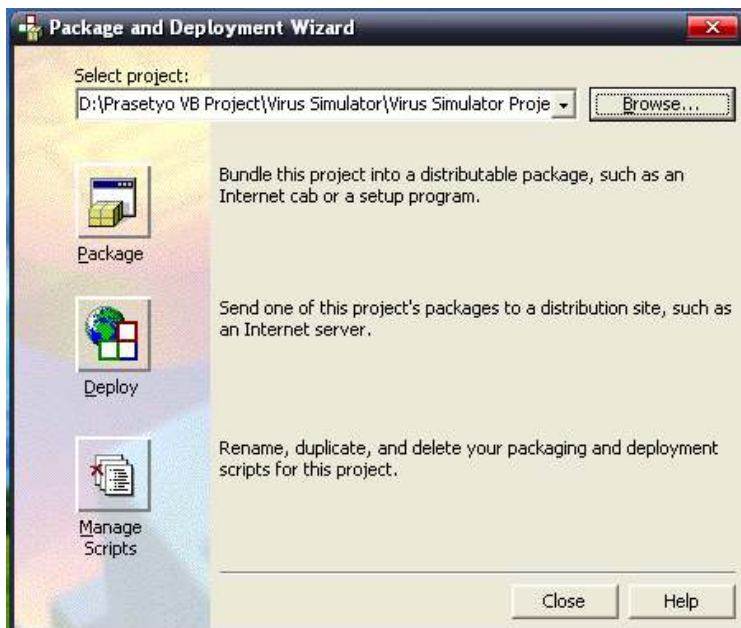 Package and Deployment Wizard
Select project:
D:\Prasetyo VB Project\Virus Simulator\Virus Simulator Proje
Browse...
Bundle this project into a distributable package, such as an
Internet cab or a setup program.
Package
Send one of this project's packages to a distribution site, such as
an Internet server.
Deploy
Rename, duplicate, and delete your packaging and deployment
scripts for this project.
Manage
Scripts
Close
Help